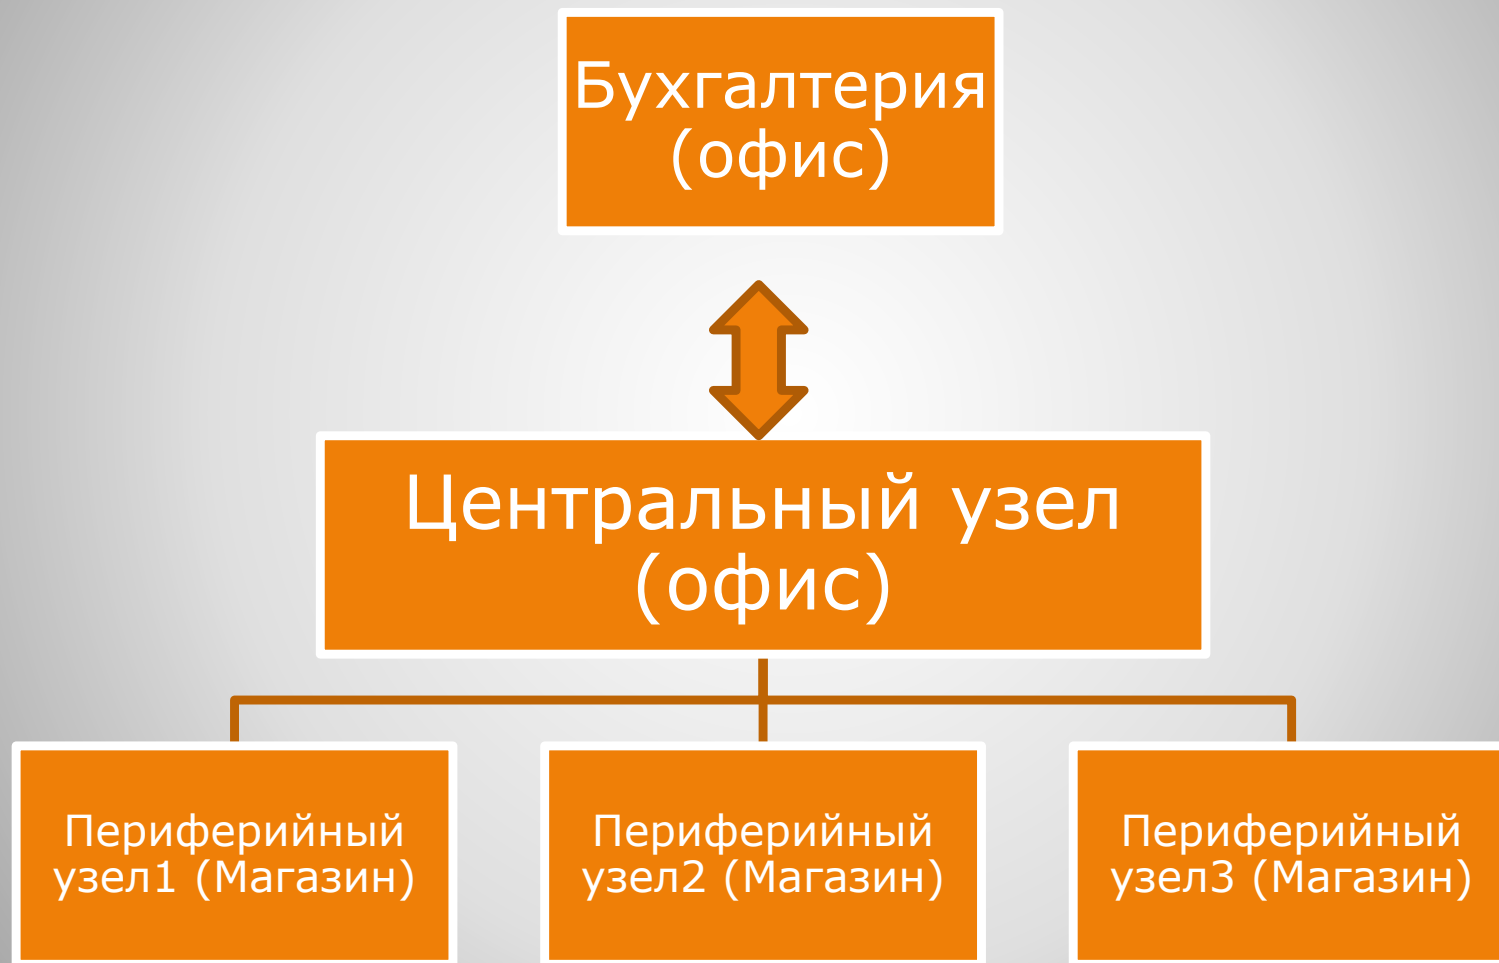 Бухгалтерия
(офис)
Центральный узел
(офис)
Периферийный
узел1 (Магазин)
Периферийный
узел2 (Магазин)
Периферийный
узел3 (Магазин)